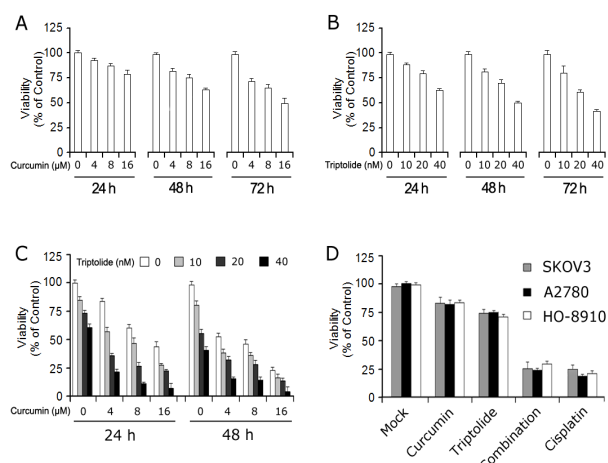 A
Viability
(% of Control)
125
100
75
50
25
0
Curcumin (μM)
0 4 8 16 0 4 8 16 0 4 8 16
24 h 48 h 72 h
B
Viability
(% of Control)
125
100
75
50
25
0
Triptolide (nM)
0 10 20 40 0 10 20 40 0 10 20 40
24 h 48 h 72 h
C
Triptolide (nM) 0 10 20 40
Viability
(% of Control)
125
100
75
50
25
0
Curcumin (μM)
0 4 8 16 0 4 8 16
24 h 48 h
D
SKOV3
A2780
HO-8910
Viability
(% of Control)
125
100
75
50
25
0
Mock
Curcumin
Triptolide
Combination
Cisplatin